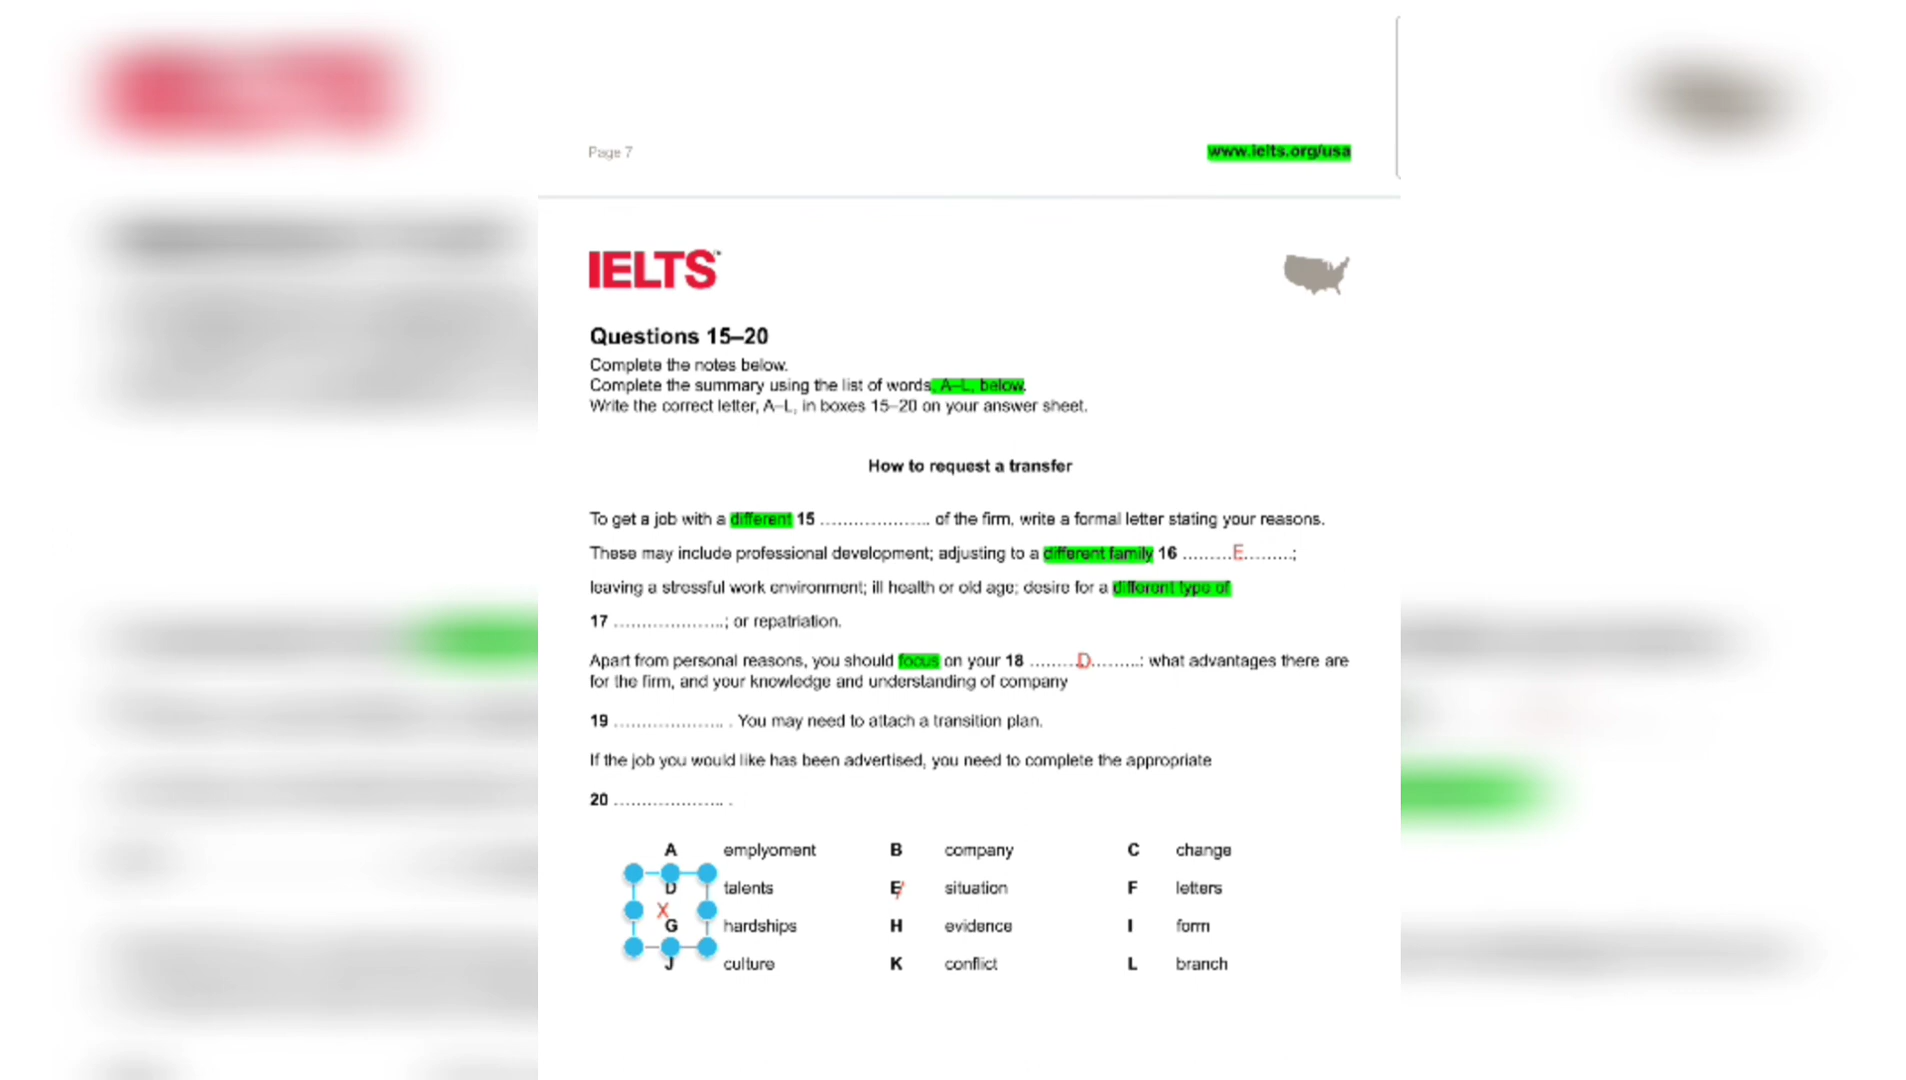 Page 7
www.ielts.org/usa
IELTS™
Questions 15–20
Complete the notes below.
Complete the summary using the list of words, A–L, below.
Write the correct letter, A–L, in boxes 15–20 on your answer sheet.
How to request a transfer
To get a job with a different 15 ..................... of the firm, write a formal letter stating your reasons.
These may include professional development; adjusting to a different family 16 .........E.........;
leaving a stressful work environment; ill health or old age; desire for a different type of
17 .....................; or repatriation.
Apart from personal reasons, you should focus on your 18 .........D.........: what advantages there are
for the firm, and your knowledge and understanding of company
19 ..................... . You may need to attach a transition plan.
If the job you would like has been advertised, you need to complete the appropriate
20 ..................... .
A emplyoment B company C change
D talents E situation F letters
X
G hardships H evidence I form
J culture K conflict L branch